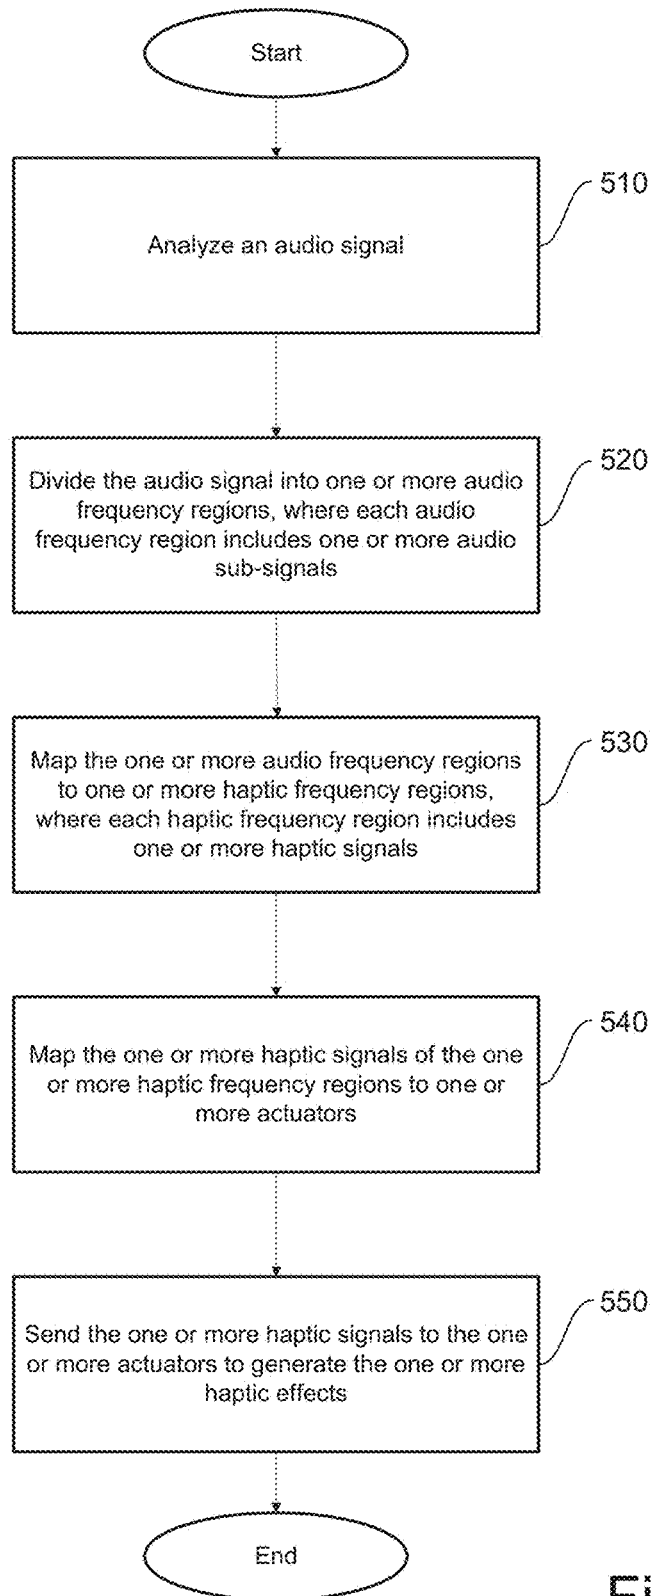 Start
510
Analyze an audio signal
520
Divide the audio signal into one or more audio
frequency regions, where each audio
frequency region includes one or more audio
sub-signals
530
Map the one or more audio frequency regions
to one or more haptic frequency regions,
where each haptic frequency region includes
one or more haptic signals
540
Map the one or more haptic signals of the one
or more haptic frequency regions to one or
more actuators
550
Send the one or more haptic signals to the one
or more actuators to generate the one or more
haptic effects
End